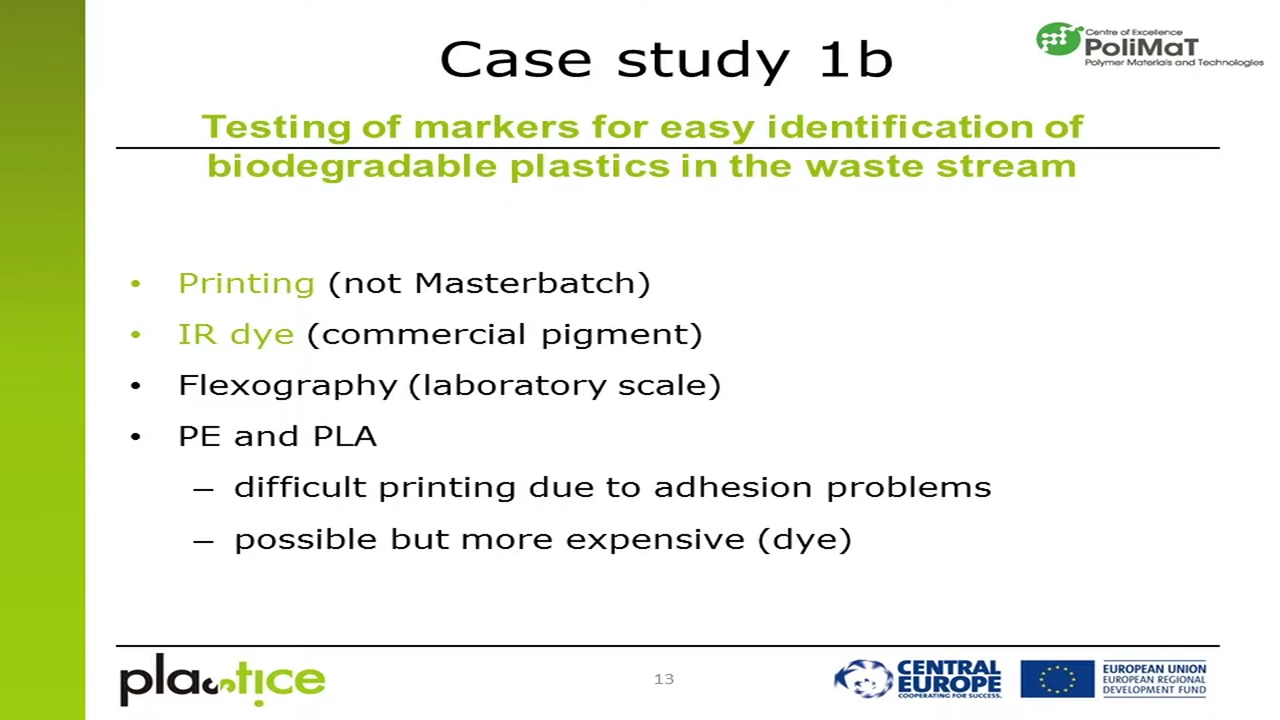 Case study 1b
Centre of Excellence
PoliMaT
Polymer Materials and Technologies
Testing of markers for easy identification of
biodegradable plastics in the waste stream
• Printing (not Masterbatch)
• IR dye (commercial pigment)
• Flexography (laboratory scale)
• PE and PLA
– difficult printing due to adhesion problems
– possible but more expensive (dye)
plastice
13
CENTRAL
EUROPE
COOPERATING FOR SUCCESS.
EUROPEAN UNION
EUROPEAN REGIONAL
DEVELOPMENT FUND